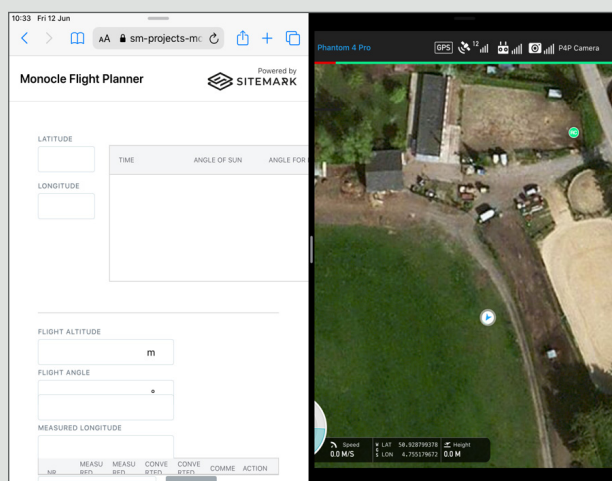 10:33 Fri 12 Jun
AA sm-projects-mc
Monocle Flight Planner
Powered by
SITEMARK
LATITUDE
TIME ANGLE OF SUN ANGLE FOR
LONGITUDE
FLIGHT ALTITUDE
m
FLIGHT ANGLE
°
MEASURED LONGITUDE
NR MEASU RED MEASU RED CONVE RTED CONVE RTED COMME ACTION
Phantom 4 Pro GPS 12 P4P Camera
Speed LAT 50.928799378 Height
0.0 M/S LON 4.755179672 0.0 M